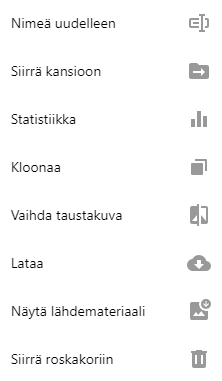 Nimeä uudelleen
Siirrä kansioon
Statistiikka
Kloonaa
Vaihda taustakuva
Lataa
Näytä lähdemateriaali
Siirrä roskakoriin